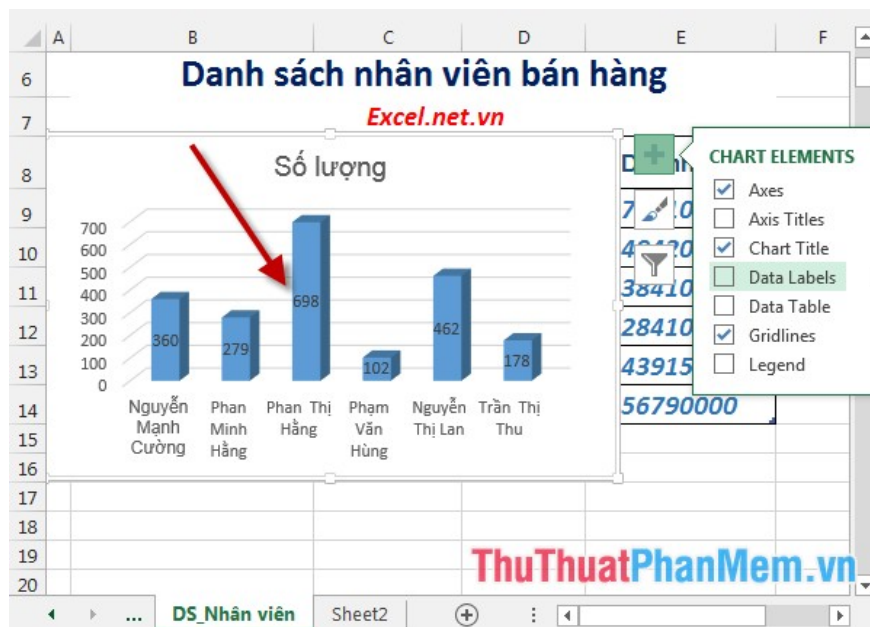 A B C D E F
6 Danh sách nhân viên bán hàng
7 Excel.net.vn
8
9
10
11
12
13
14 56790000
15
16
17
18
19
20
Số lượng
700
600
500
400
300
200
100
0
360 279 698 102 462 178
Nguyễn Mạnh Cường
Phan Minh Hằng
Phan Thị Hằng
Phạm Văn Hùng
Nguyễn Thị Lan
Trần Thị Thu
CHART ELEMENTS
Axes
Axis Titles
Chart Title
Data Labels
Data Table
Gridlines
Legend
38410
28410
43915
ThuThuatPhanMem.vn
... DS_Nhân viên Sheet2